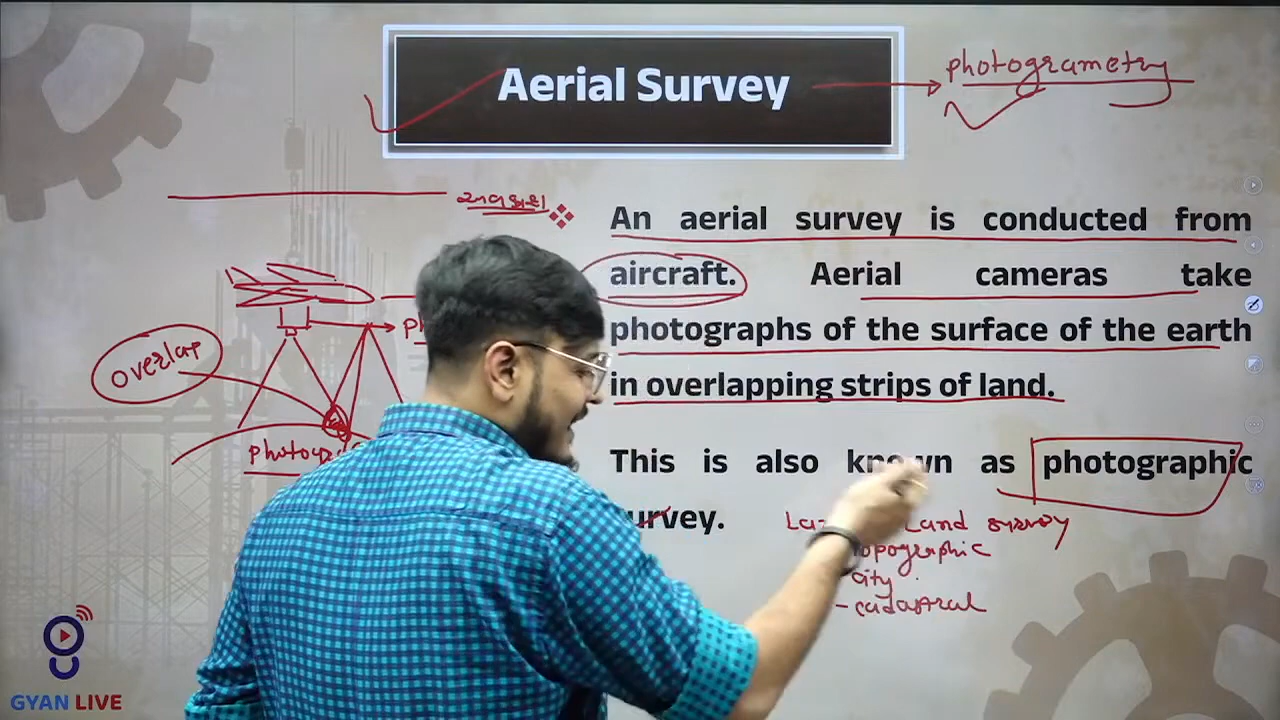 Aerial Survey
photogrametry
An aerial survey is conducted from
aircraft. Aerial cameras take
photographs of the surface of the earth
in overlapping strips of land.
overlap
This is also known as photographic
survey.
Land survey
topographic
city
- cadastral
GYAN LIVE